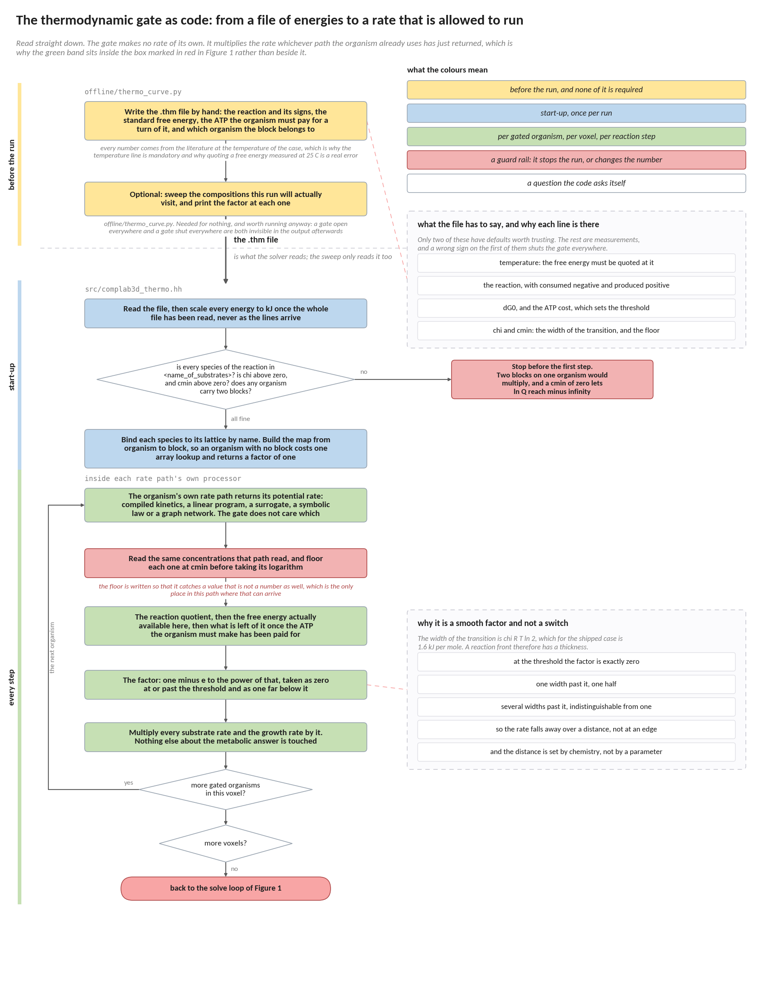 The thermodynamic gate as code: from a file of energies to a rate that is allowed to run
Read straight down. The gate makes no rate of its own. It multiplies the rate whichever path the organism already uses has just returned, which is
why the green band sits inside the box marked in red in Figure 1 rather than beside it.
what the colours mean
before the run, and none of it is required
start-up, once per run
per gated organism, per voxel, per reaction step
a guard rail: it stops the run, or changes the number
a question the code asks itself
before the run
offline/thermo_curve.py
Write the .thm file by hand: the reaction and its signs, the
standard free energy, the ATP the organism must pay for a
turn of it, and which organism the block belongs to
every number comes from the literature at the temperature of the case, which is why the
temperature line is mandatory and why quoting a free energy measured at 25 C is a real error
Optional: sweep the compositions this run will actually
visit, and print the factor at each one
offline/thermo_curve.py. Needed for nothing, and worth running anyway: a gate open
everywhere and a gate shut everywhere are both invisible in the output afterwards
the .thm file
is what the solver reads; the sweep only reads it too
what the file has to say, and why each line is there
Only two of these have defaults worth trusting. The rest are measurements,
and a wrong sign on the first of them shuts the gate everywhere.
temperature: the free energy must be quoted at it
the reaction, with consumed negative and produced positive
dG0, and the ATP cost, which sets the threshold
chi and cmin: the width of the transition, and the floor
start-up
src/complab3d_thermo.hh
Read the file, then scale every energy to kJ once the whole
file has been read, never as the lines arrive
is every species of the reaction in
<name_of_substrates>? is chi above zero,
and cmin above zero? does any organism
carry two blocks?
no
Stop before the first step.
Two blocks on one organism would
multiply, and a cmin of zero lets
ln Q reach minus infinity
all fine
Bind each species to its lattice by name. Build the map from
organism to block, so an organism with no block costs one
array lookup and returns a factor of one
every step
inside each rate path's own processor
The organism's own rate path returns its potential rate:
compiled kinetics, a linear program, a surrogate, a symbolic
law or a graph network. The gate does not care which
Read the same concentrations that path read, and floor
each one at cmin before taking its logarithm
the floor is written so that it catches a value that is not a number as well, which is the only
place in this path where that can arrive
The reaction quotient, then the free energy actually
available here, then what is left of it once the ATP
the organism must make has been paid for
the next organism
The factor: one minus e to the power of that, taken as zero
at or past the threshold and as one far below it
Multiply every substrate rate and the growth rate by it.
Nothing else about the metabolic answer is touched
why it is a smooth factor and not a switch
The width of the transition is chi R T ln 2, which for the shipped case is
1.6 kJ per mole. A reaction front therefore has a thickness.
at the threshold the factor is exactly zero
one width past it, one half
several widths past it, indistinguishable from one
so the rate falls away over a distance, not at an edge
and the distance is set by chemistry, not by a parameter
yes
more gated organisms
in this voxel?
more voxels?
no
back to the solve loop of Figure 1